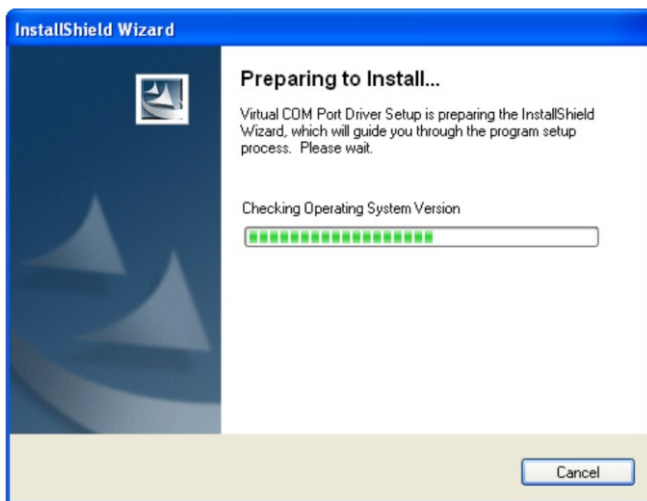 InstallShield Wizard
Preparing to Install...
Virtual COM Port Driver Setup is preparing the InstallShield
Wizard, which will guide you through the program setup
process. Please wait.
Checking Operating System Version
Cancel